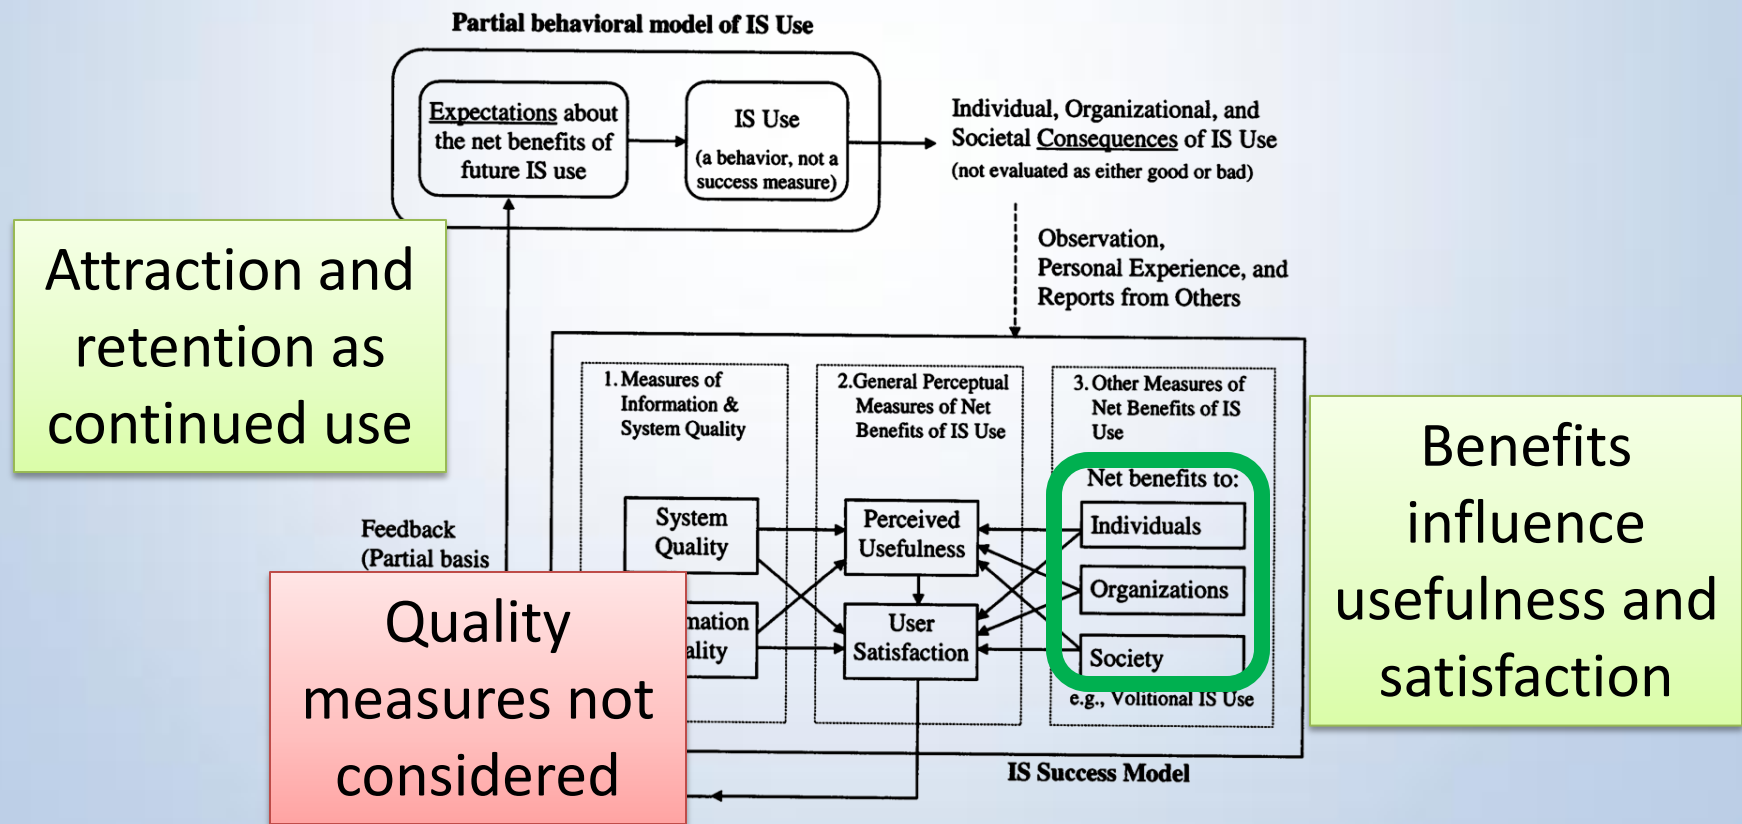 Partial behavioral model of IS Use
Expectations about
the net benefits of
future IS use
IS Use
(a behavior, not a
success measure)
Individual, Organizational, and
Societal Consequences of IS Use
(not evaluated as either good or bad)
Observation,
Personal Experience, and
Reports from Others
Attraction and
retention as
continued use
1. Measures of
Information &
System Quality
2.General Perceptual
Measures of Net
Benefits of IS Use
3. Other Measures of
Net Benefits of IS
Use
Net benefits to:
System
Quality
Perceived
Usefulness
Individuals
Organizations
Society
e.g., Volitional IS Use
mation
ality
User
Satisfaction
Feedback
(Partial basis
Quality
measures not
considered
Benefits
influence
usefulness and
satisfaction
IS Success Model